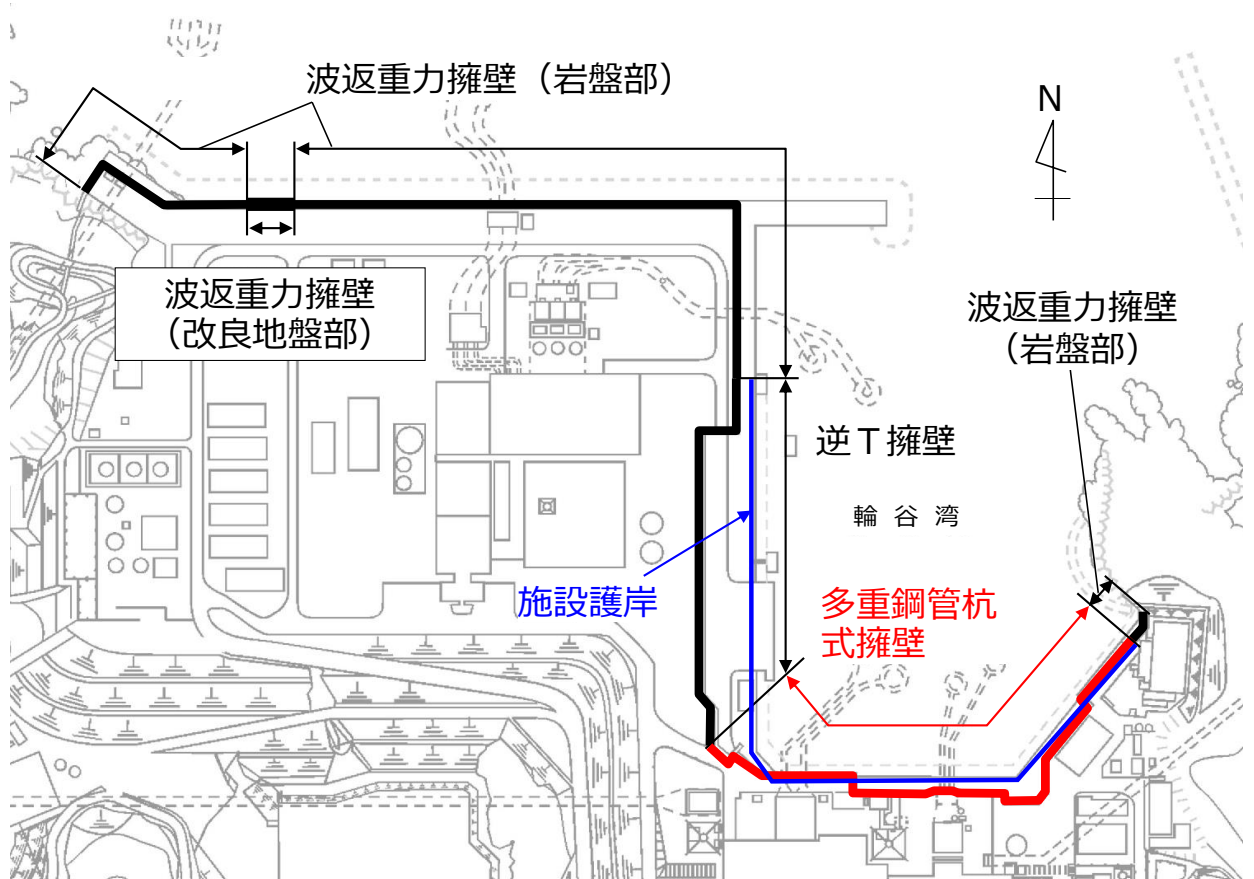 波返重力擁壁（岩盤部）
N
波返重力擁壁
（改良地盤部）
波返重力擁壁
（岩盤部）
逆Ｔ擁壁
輪谷湾
施設護岸
多重鋼管杭
式擁壁